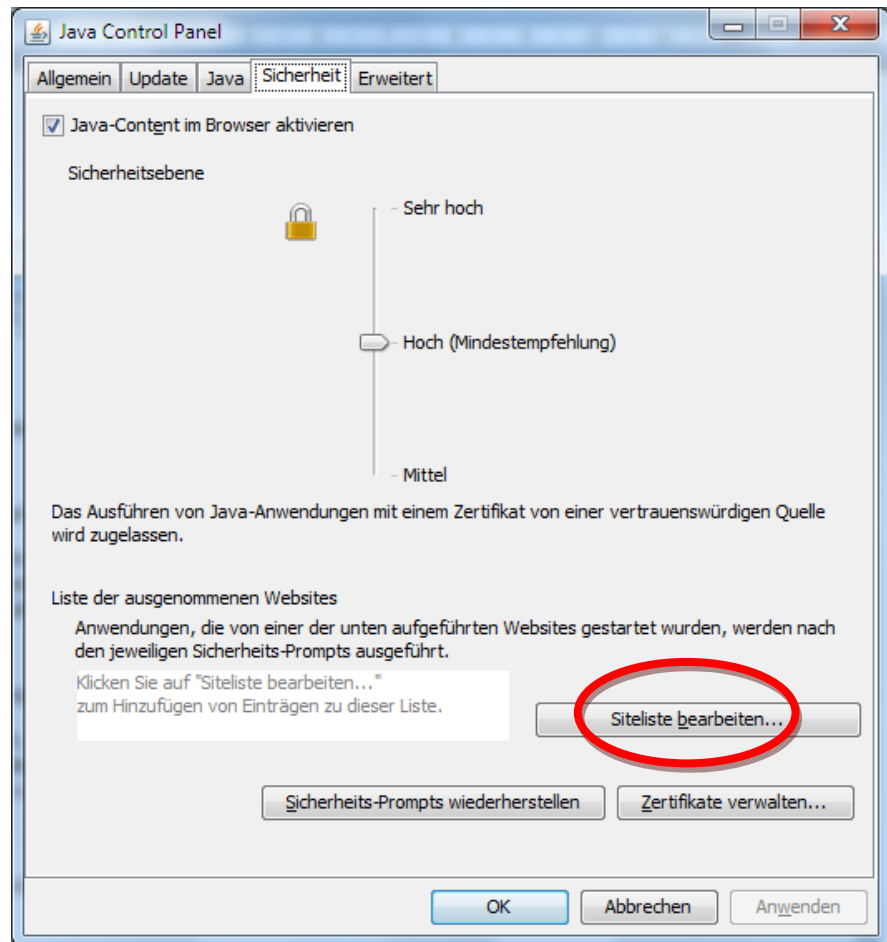 Java Control Panel
Allgemein Update Java Sicherheit Erweitert
Java-Content im Browser aktivieren
Sicherheitsebene
- Sehr hoch
- Hoch (Mindestempfehlung)
- Mittel
Das Ausführen von Java-Anwendungen mit einem Zertifikat von einer vertrauenswürdigen Quelle
wird zugelassen.
Liste der ausgenommenen Websites
Anwendungen, die von einer der unten aufgeführten Websites gestartet wurden, werden nach
den jeweiligen Sicherheits-Prompts ausgeführt.
Klicken Sie auf "Siteliste bearbeiten..."
zum Hinzufügen von Einträgen zu dieser Liste.
Siteliste bearbeiten...
Sicherheits-Prompts wiederherstellen Zertifikate verwalten...
OK Abbrechen Anwenden